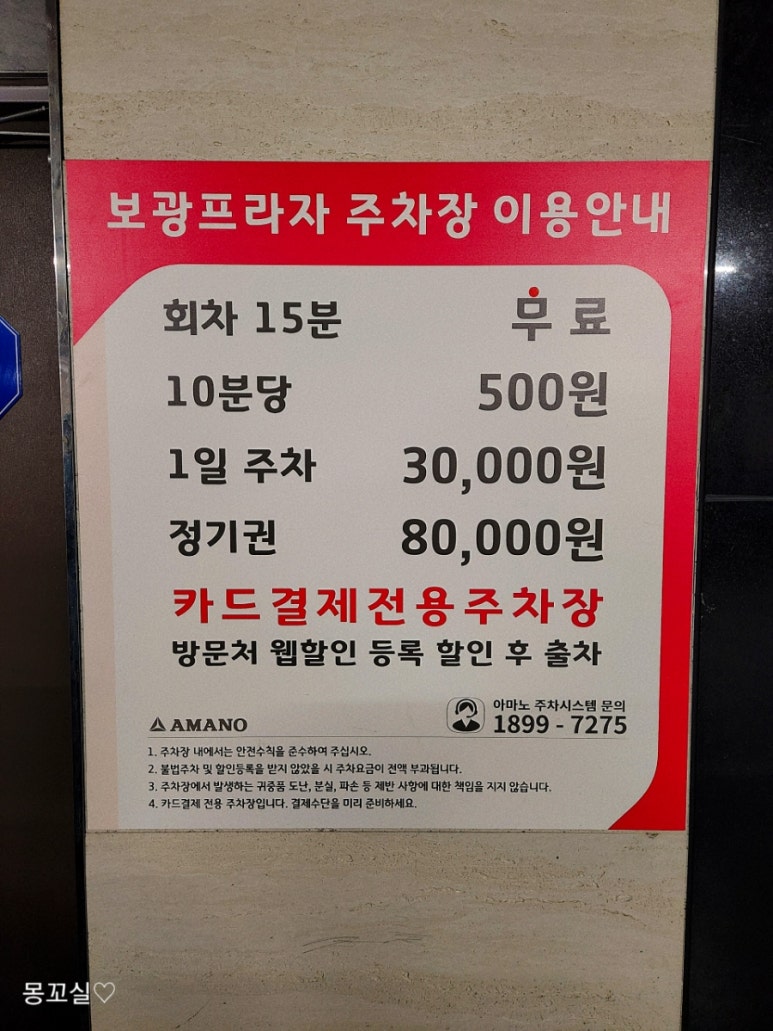 보광프라자 주차장 이용안내
회차 15분 무료
10분당 500원
1일 주차 30,000원
정기권 80,000원
카드결제전용주차장
방문처 웹할인 등록 할인 후 출차
AMANO
아마노 주차시스템 문의
1899 - 7275
1. 주차장 내에서는 안전수칙을 준수하여 주십시오.
2. 불법주차 및 할인등록을 받지 않았을 시 주차요금이 전액 부과됩니다.
3. 주차장에서 발생하는 귀중품 도난, 분실, 파손 등 제반 사항에 대한 책임을 지지 않습니다.
4. 카드결제 전용 주차장입니다. 결제수단을 미리 준비하세요.
몽꼬실♡